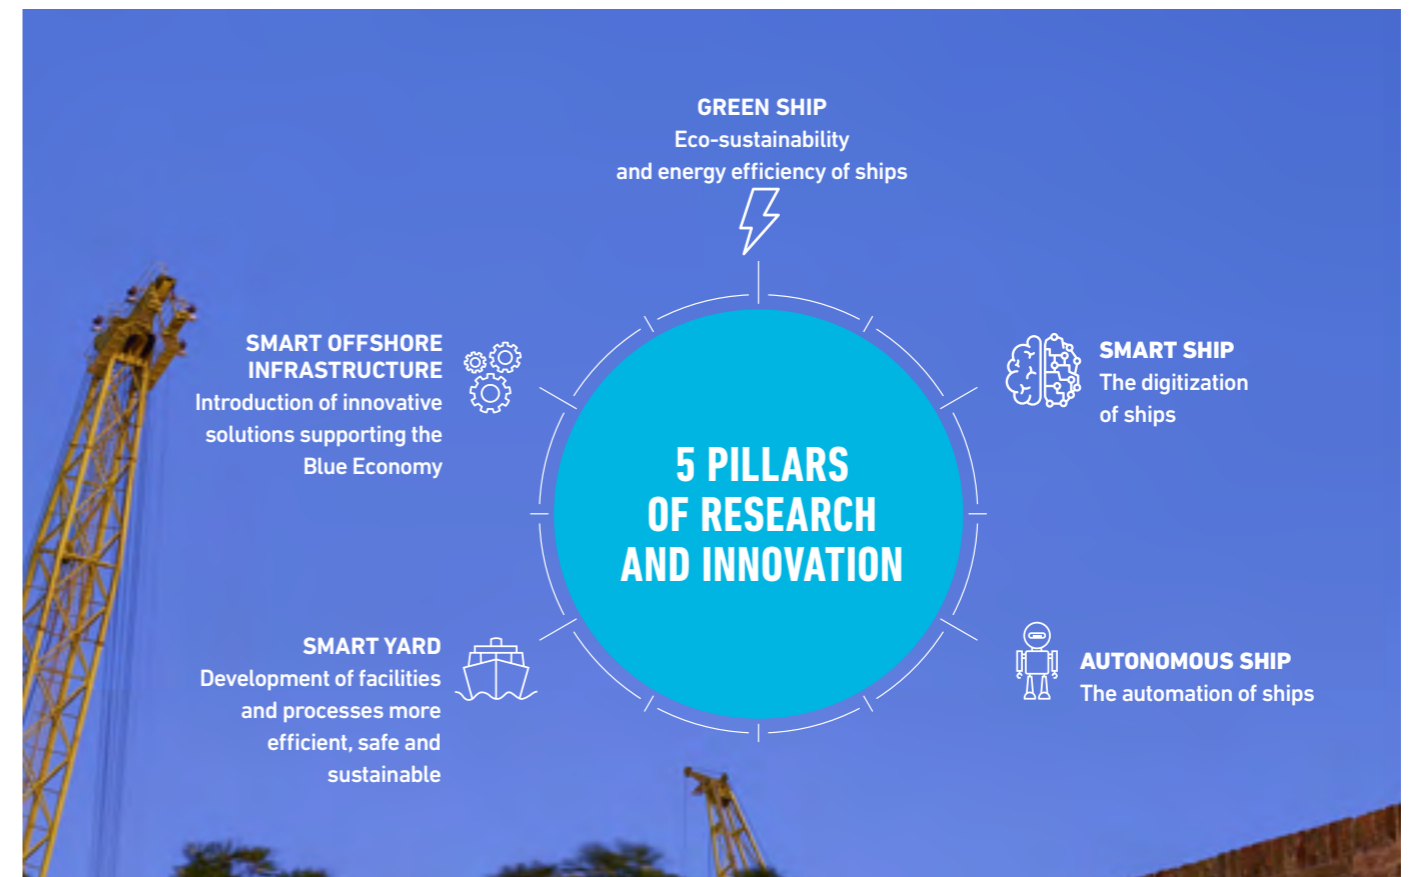 GREEN SHIP
Eco-sustainability
and energy efficiency of ships
SMART OFFSHORE
INFRASTRUCTURE
Introduction of innovative
solutions supporting the
Blue Economy
SMART SHIP
The digitization
of ships
5 PILLARS
OF RESEARCH
AND INNOVATION
SMART YARD
Development of facilities
and processes more
efficient, safe and
sustainable
AUTONOMOUS SHIP
The automation of ships